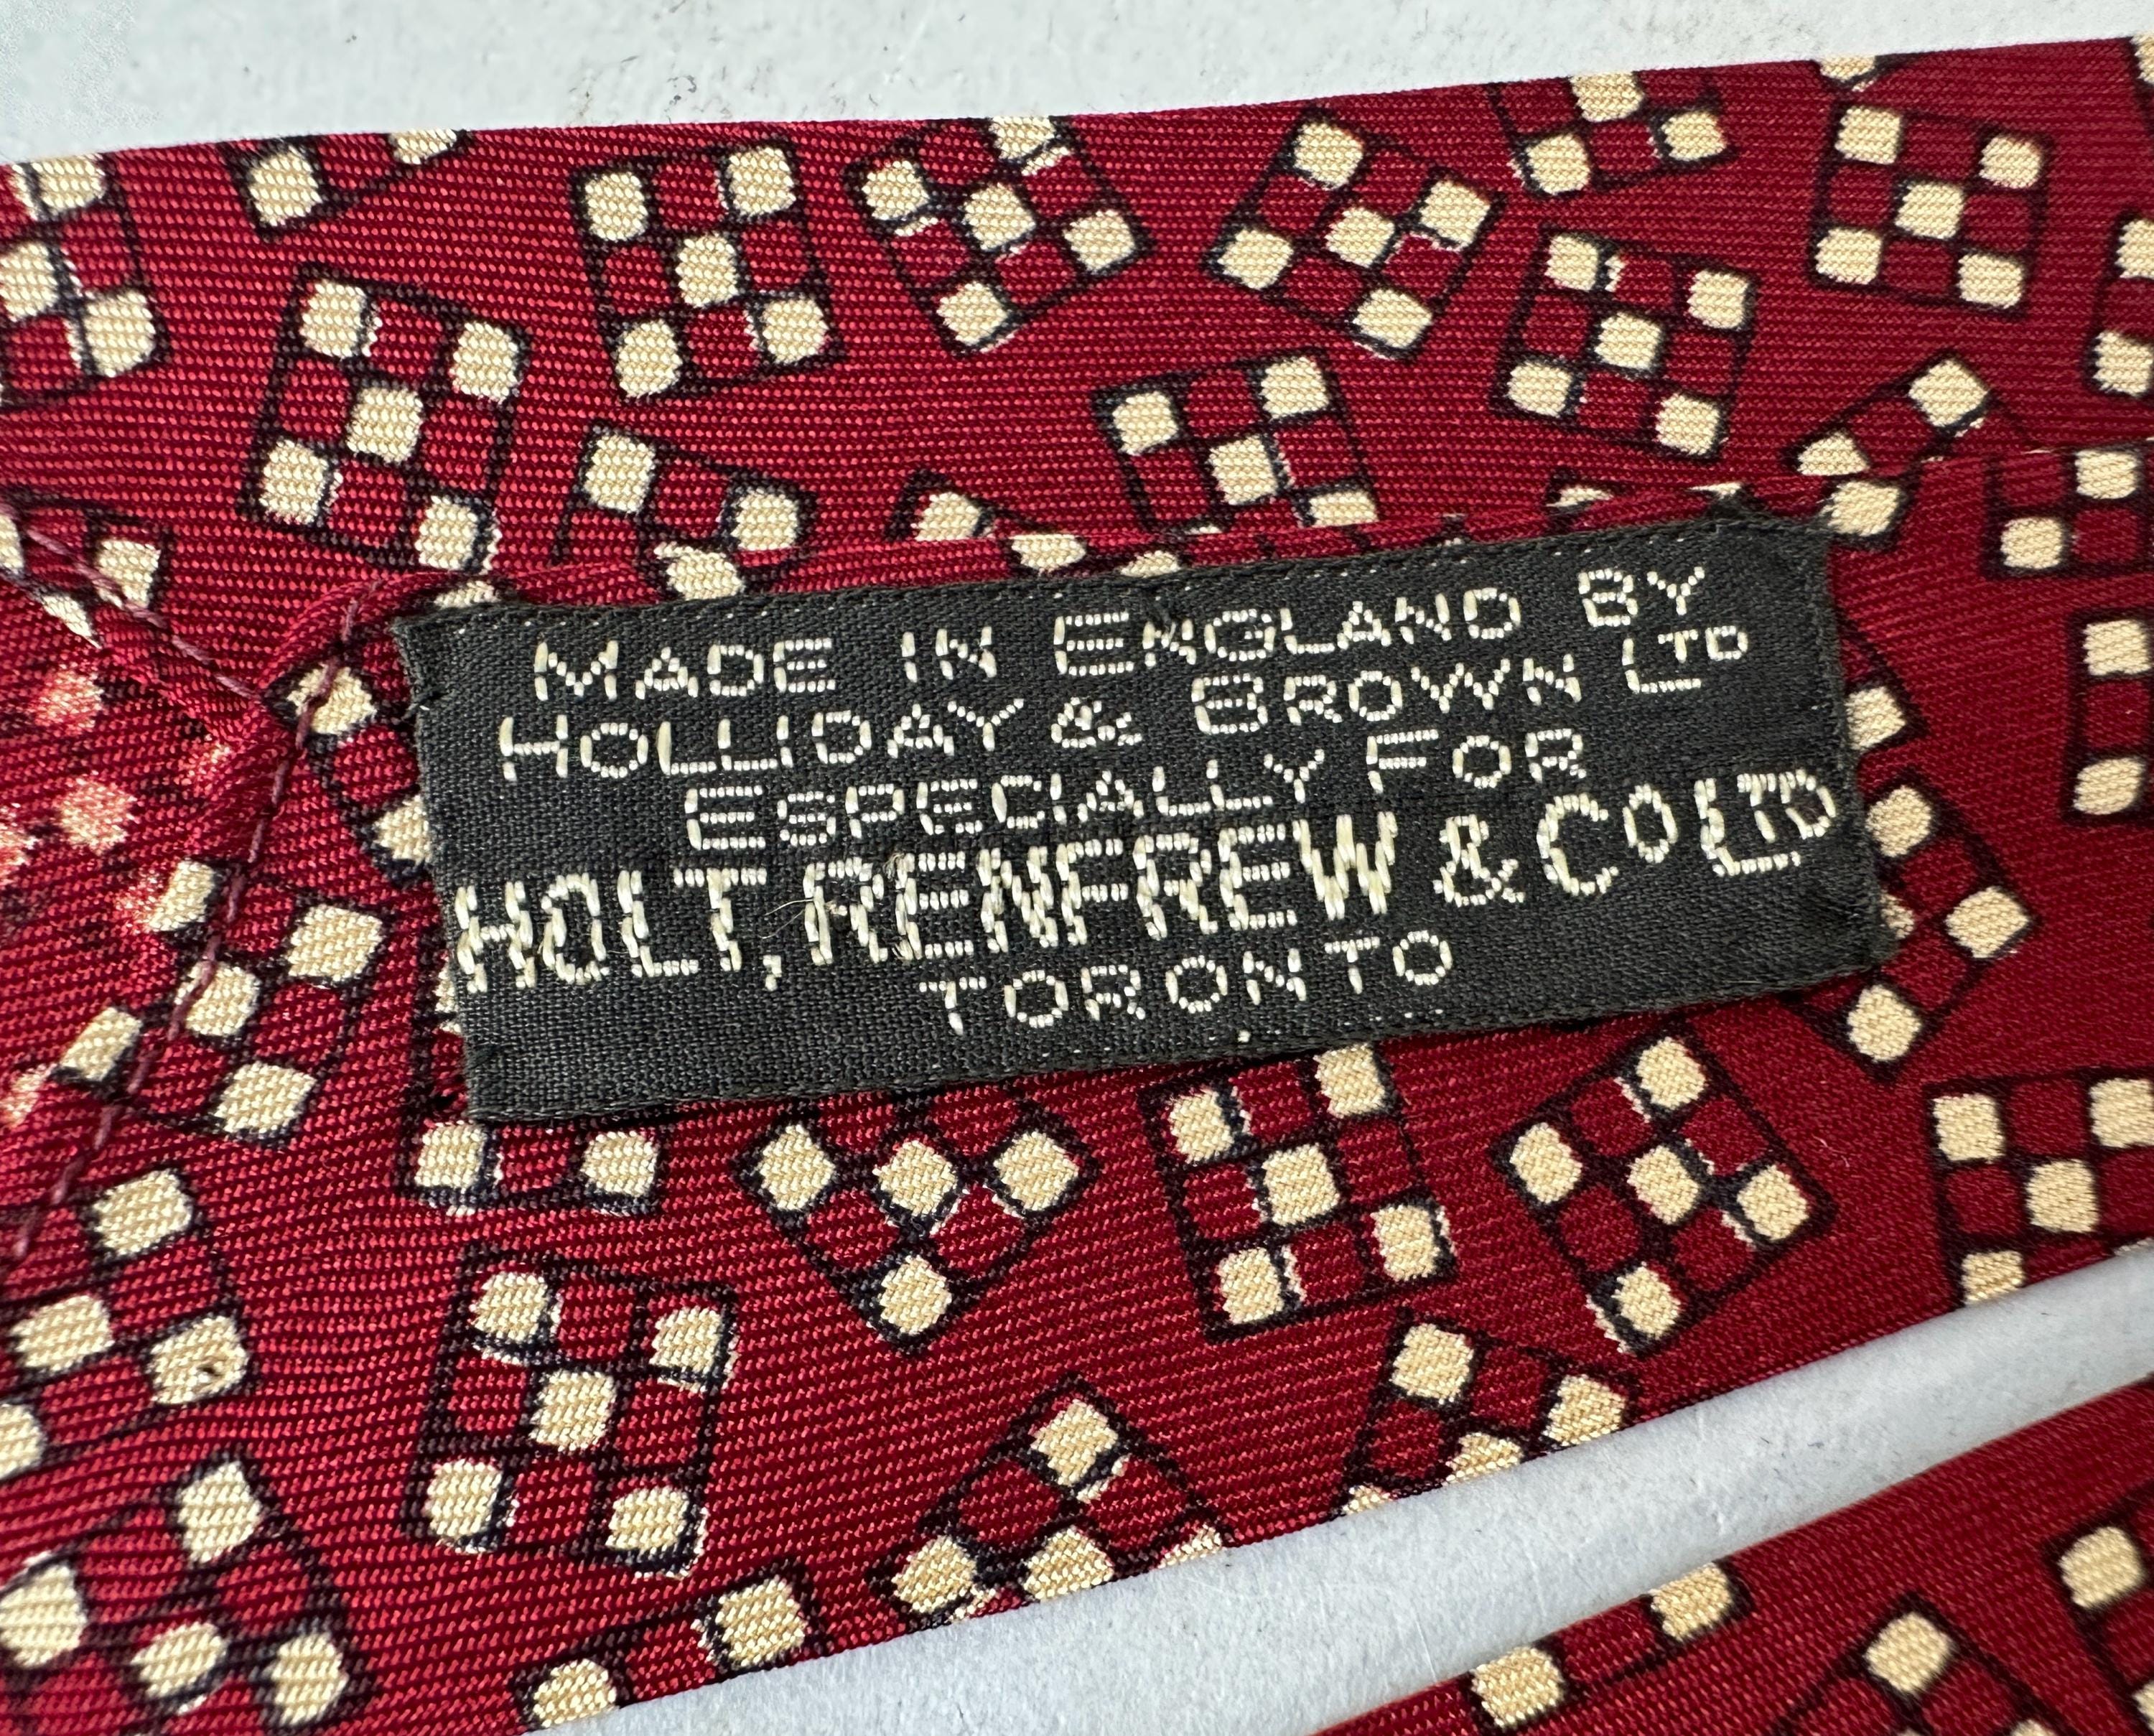 MADE IN ENGLAND BY
HOLLIDAY & BROWN LTD
ESPECIALLY FOR
HOLT, RENFREW & CO LTD
TORONTO